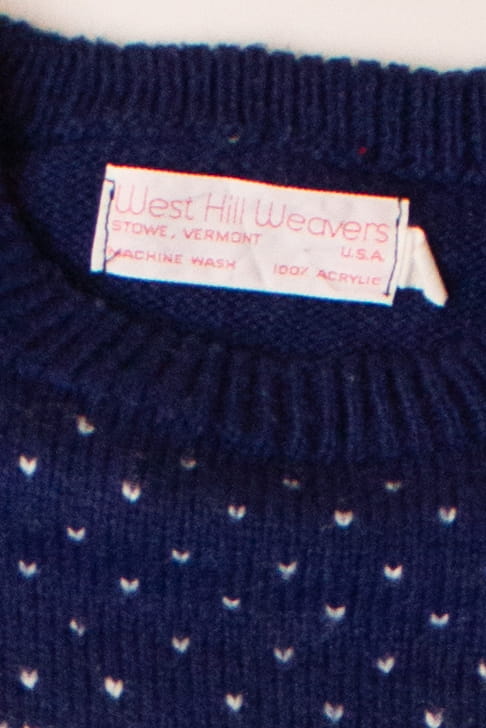 West Hill Weavers
STOWE, VERMONT U.S.A.
MACHINE WASH 100% ACRYLIC